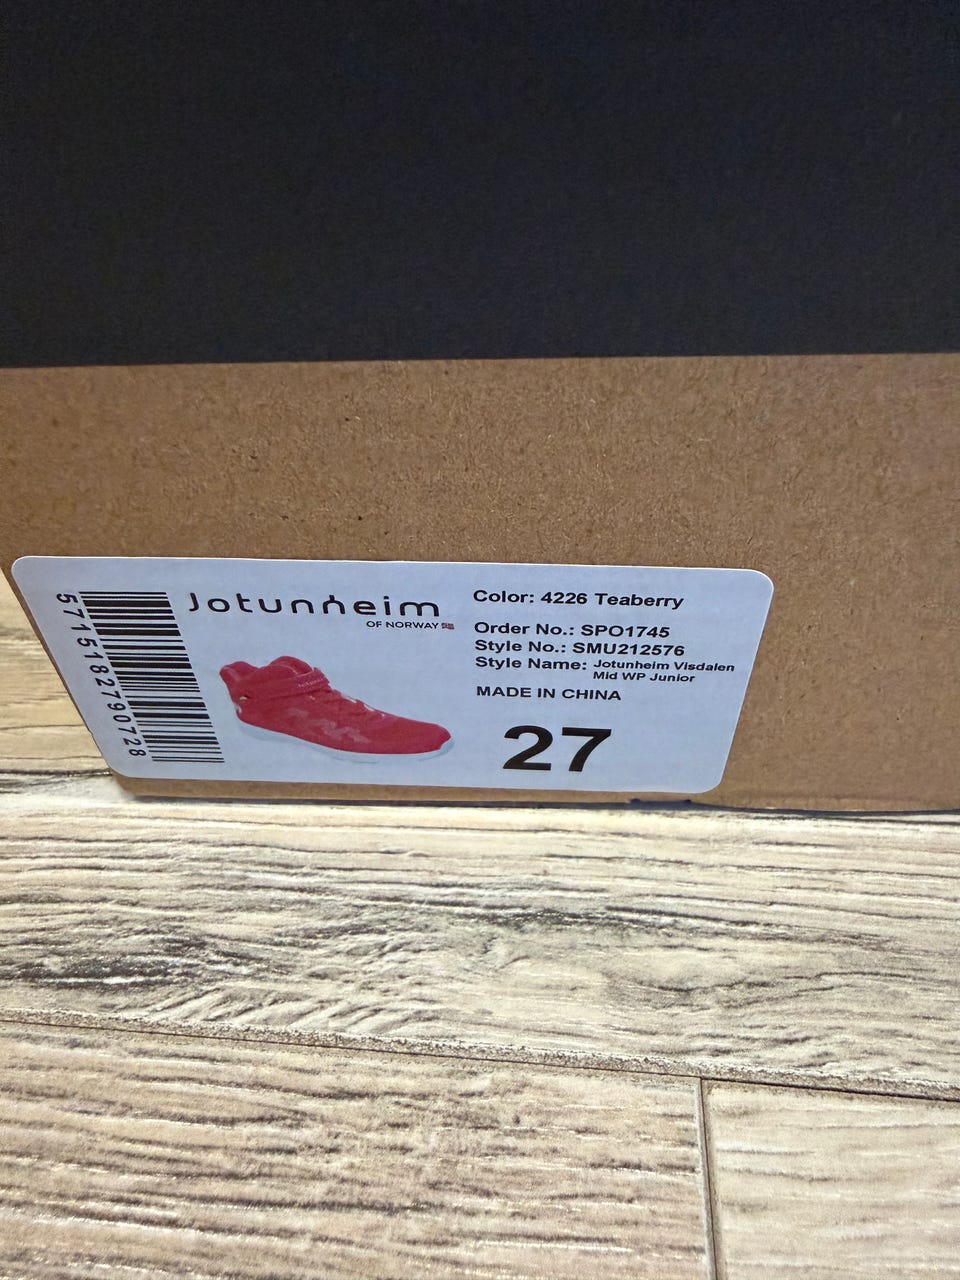 5715182790728
Jotunheim
OF NORWAY
Color: 4226 Teaberry
Order No.: SPO1745
Style No.: SMU212576
Style Name: Jotunheim Visdalen
Mid WP Junior
MADE IN CHINA
27